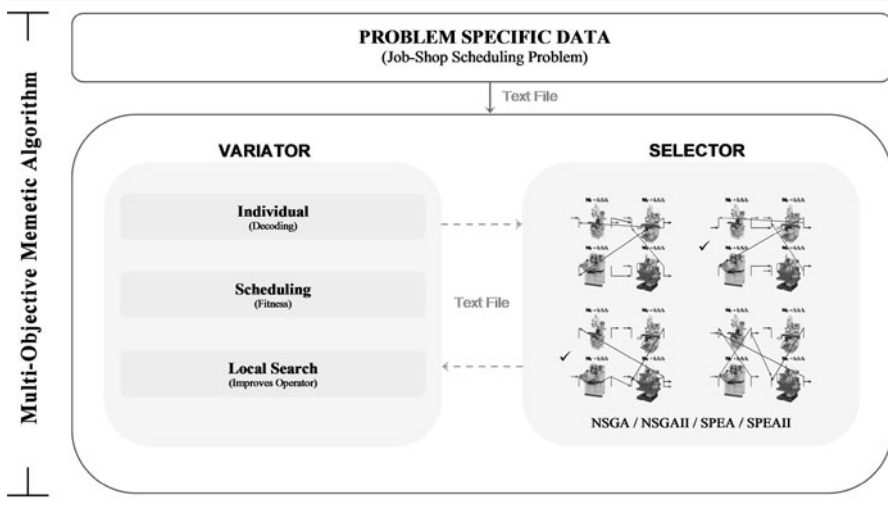 PROBLEM SPECIFIC DATA
(Job-Shop Scheduling Problem)
Text File
Multi-Objective Memetic Algorithm
VARIATOR
Individual
(Decoding)
Scheduling
(Fitness)
Local Search
(Improves Operator)
Text File
SELECTOR
NSGA / NSGAII / SPEA / SPEAII